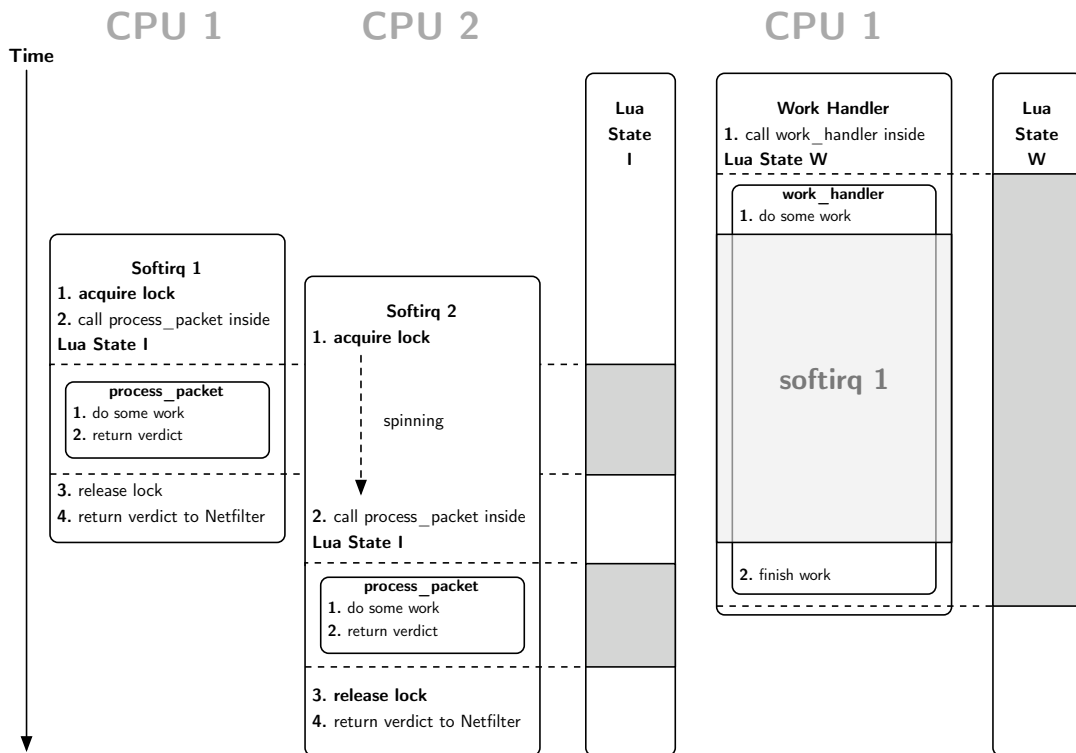 CPU 1
CPU 2
CPU 1
Time
Softirq 1
1. acquire lock
2. call process_packet inside
Lua State I
process_packet
1. do some work
2. return verdict
3. release lock
4. return verdict to Netfilter
Softirq 2
1. acquire lock
spinning
2. call process_packet inside
Lua State I
process_packet
1. do some work
2. return verdict
3. release lock
4. return verdict to Netfilter
Lua
State
I
Work Handler
1. call work_handler inside
Lua State W
work_handler
1. do some work
softirq 1
2. finish work
Lua
State
W